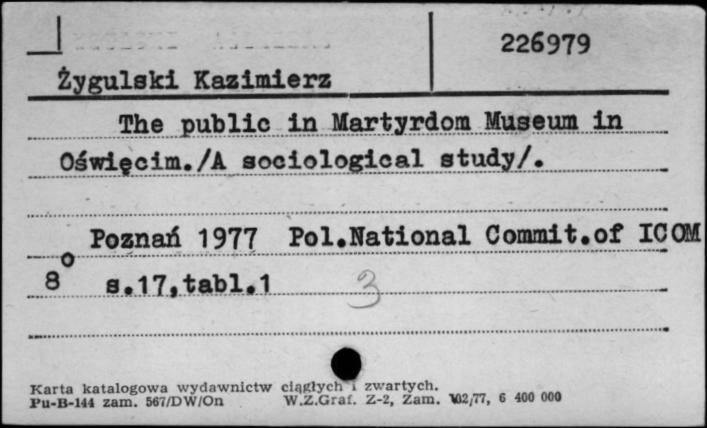 226979
Żygulski Kazimierz
The public in Martyrdom Museum in
Oświęcim./A sociological study/.
Poznań 1977 Pol.National Commit.of ICOM
8° s.17,tabl.1 3
Karta katalogowa wydawnictw ciągłych i zwartych.
Pu-B-144 zam. 567/DW/On W.Z.Graf. Z-2, Zam. 102/77, 6 400 000